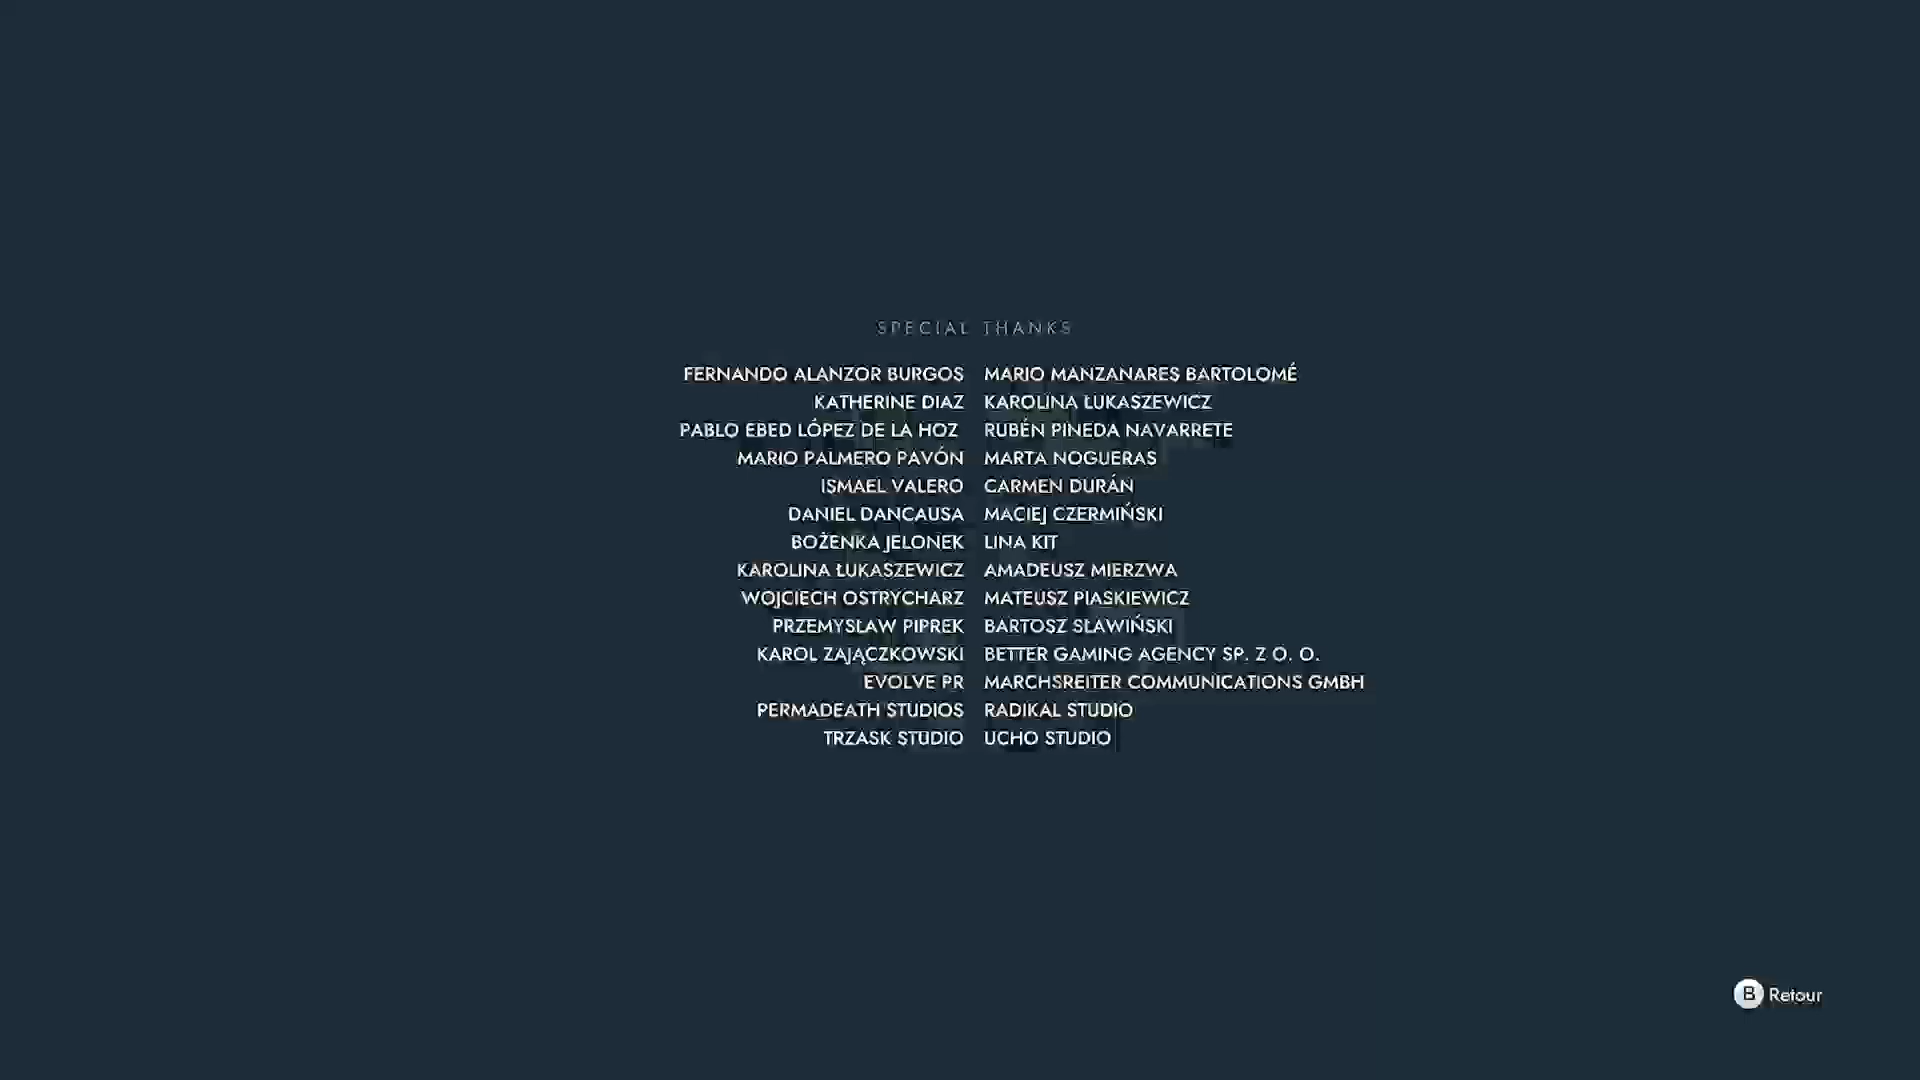 SPECIAL THANKS
FERNANDO ALANZOR BURGOS MARIO MANZANARES BARTOLOMÉ
KATHERINE DIAZ KAROLINA ŁUKASZEWICZ
PABLO EBED LÓPEZ DE LA HOZ RUBÉN PINEDA NAVARRETE
MARIO PALMERO PAVÓN MARTA NOGUERAS
ISMAEL VALERO CARMEN DURÁN
DANIEL DANCAUSA MACIEJ CZERMIŃSKI
BOŻENKA JELONEK LINA KIT
KAROLINA ŁUKASZEWICZ AMADEUSZ MIERZWA
WOJCIECH OSTRYCHARZ MATEUSZ PIASKIEWICZ
PRZEMYSŁAW PIPREK BARTOSZ SŁAWIŃSKI
KAROL ZAJĄCZKOWSKI BETTER GAMING AGENCY SP. Z O. O.
EVOLVE PR MARCHSREITER COMMUNICATIONS GMBH
PERMADEATH STUDIOS RADIKAL STUDIO
TRZASK STUDIO UCHO STUDIO
B Retour